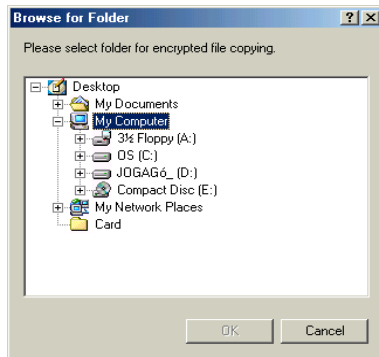 Browse for Folder
Please select folder for encrypted file copying.
Desktop
My Documents
My Computer
3½ Floppy (A:)
OS (C:)
JOGAGó_ (D:)
Compact Disc (E:)
My Network Places
Card
OK Cancel